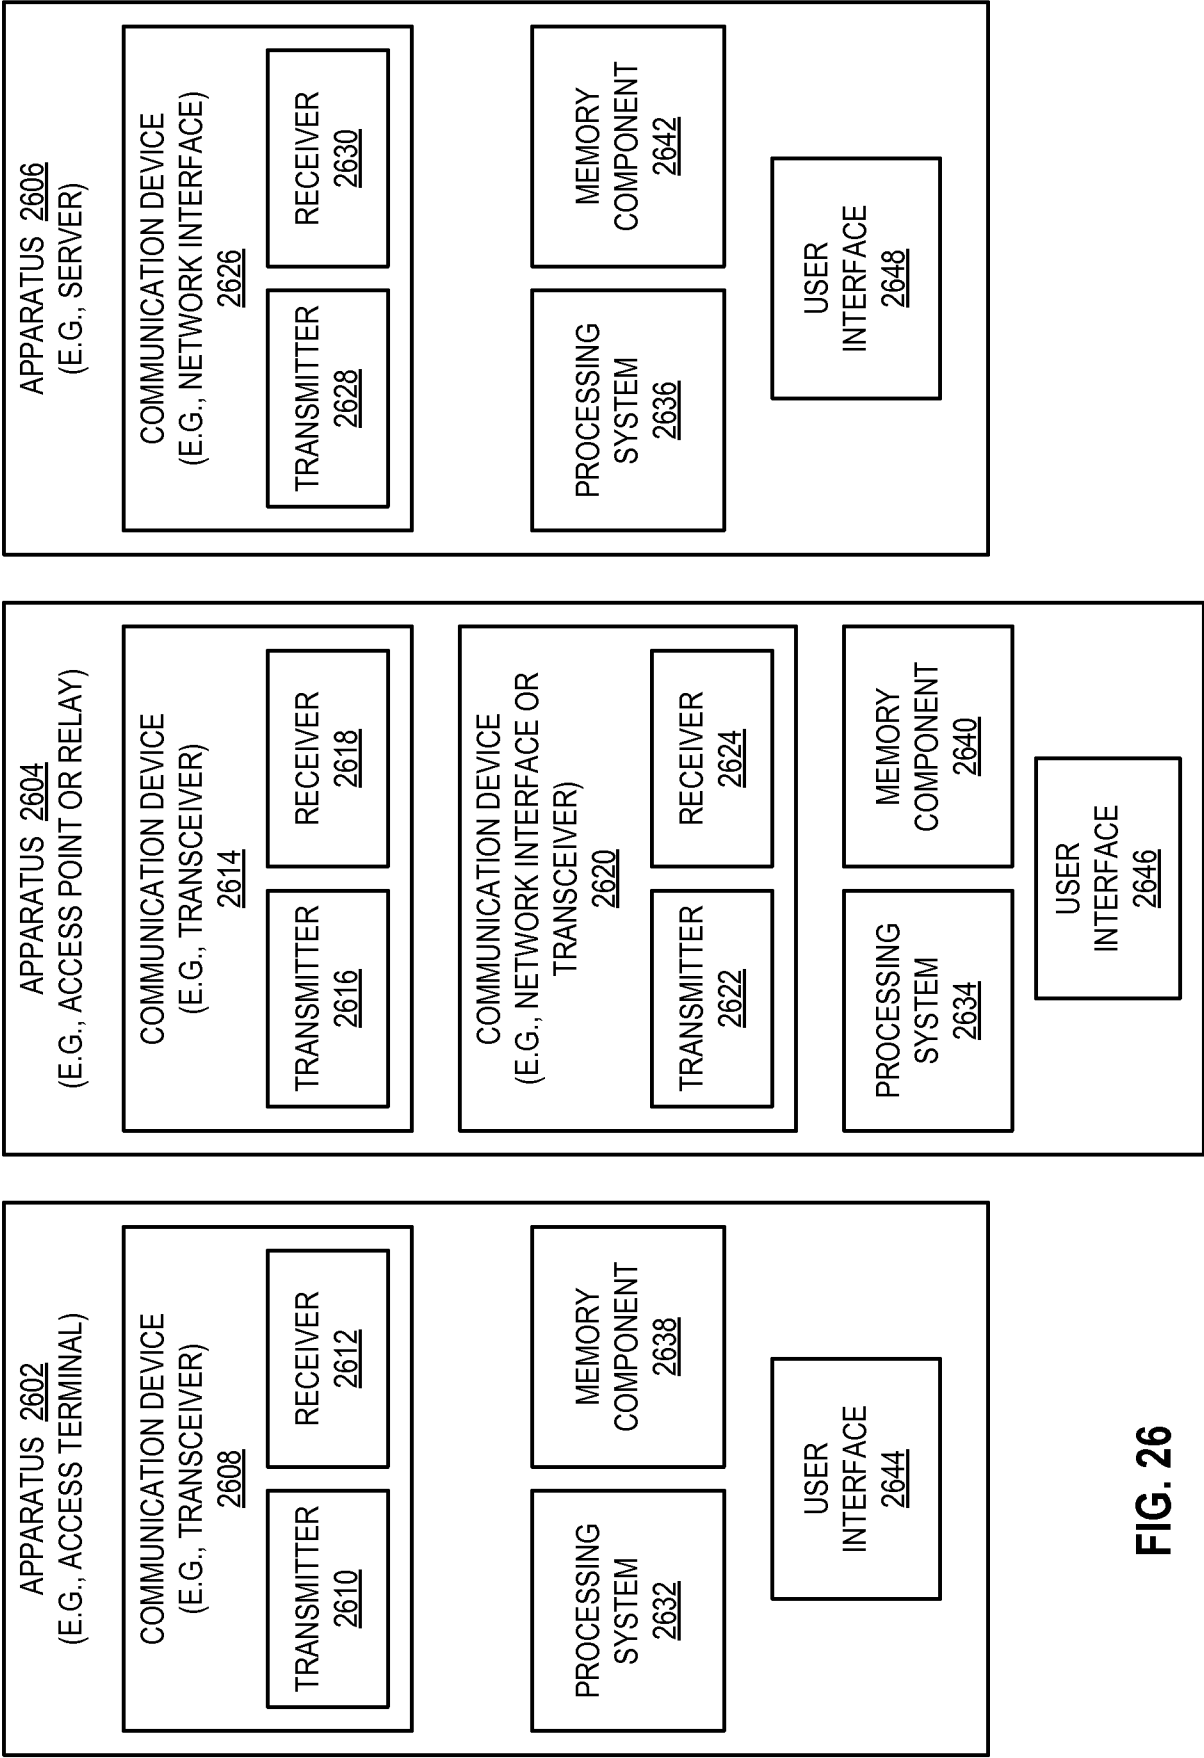 APPARATUS 2602
(E.G., ACCESS TERMINAL)
COMMUNICATION DEVICE
(E.G., TRANSCEIVER)
2608
TRANSMITTER
2610
RECEIVER
2612
PROCESSING
SYSTEM
2632
MEMORY
COMPONENT
2638
USER
INTERFACE
2644
APPARATUS 2604
(E.G., ACCESS POINT OR RELAY)
COMMUNICATION DEVICE
(E.G., TRANSCEIVER)
2614
TRANSMITTER
2616
RECEIVER
2618
COMMUNICATION DEVICE
(E.G., NETWORK INTERFACE OR
TRANSCEIVER)
2620
TRANSMITTER
2622
RECEIVER
2624
PROCESSING
SYSTEM
2634
MEMORY
COMPONENT
2640
USER
INTERFACE
2646
APPARATUS 2606
(E.G., SERVER)
COMMUNICATION DEVICE
(E.G., NETWORK INTERFACE)
2626
TRANSMITTER
2628
RECEIVER
2630
PROCESSING
SYSTEM
2636
MEMORY
COMPONENT
2642
USER
INTERFACE
2648
FIG. 26